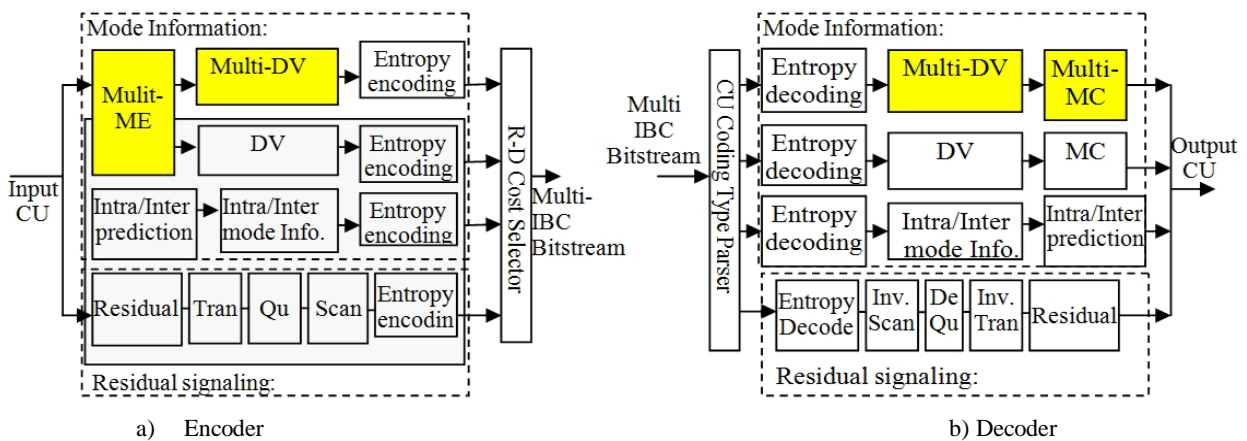 Mode Information:
Mulit-
ME
Multi-DV
Entropy
encoding
DV
Entropy
encoding
Input
CU
Intra/Inter
prediction
Intra/Inter
mode Info.
Entropy
encoding
Residual
Tran
Qu
Scan
Entropy
encodin
Residual signaling:
R-D Cost Selector
Multi-
IBC
Bitstream
a) Encoder
Multi
IBC
Bitstream
CU Coding Type Parser
Mode Information:
Entropy
decoding
Multi-DV
Multi-
MC
Entropy
decoding
DV
MC
Entropy
decoding
Intra/Inter
mode Info.
Intra/Inter
prediction
Entropy
Decode
Inv.
Scan
De
Qu
Inv.
Tran
Residual
Residual signaling:
Output
CU
b) Decoder